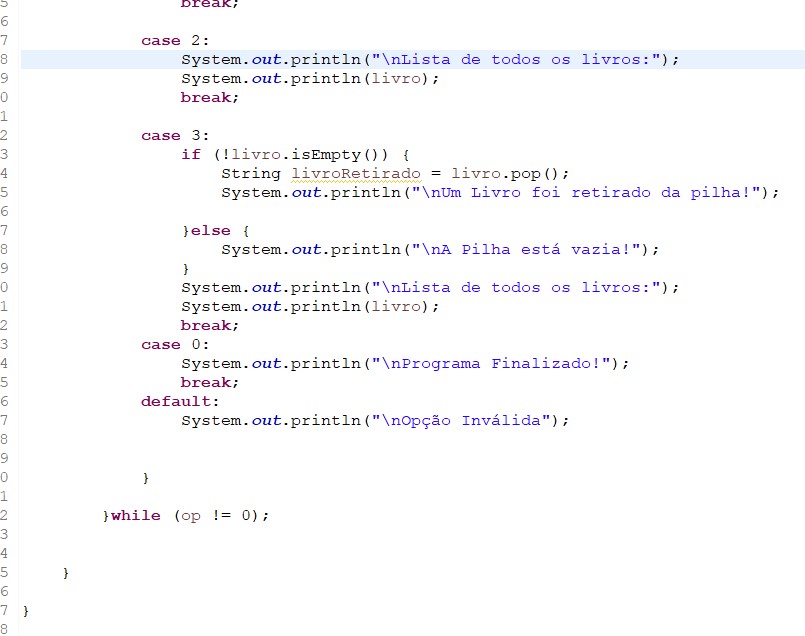 5 break;
6
7 case 2:
8 System.out.println("\nLista de todos os livros:");
9 System.out.println(livro);
0 break;
1
2 case 3:
3 if (!livro.isEmpty()) {
4 String livroRetirado = livro.pop();
5 System.out.println("\nUm Livro foi retirado da pilha!");
6
7 }else {
8 System.out.println("\nA Pilha está vazia!");
9 }
0 System.out.println("\nLista de todos os livros:");
1 System.out.println(livro);
2 break;
3 case 0:
4 System.out.println("\nPrograma Finalizado!");
5 break;
6 default:
7 System.out.println("\nOpção Inválida");
8
9
0 }
1
2 }while (op != 0);
3
4
5 }
6
7 }
8